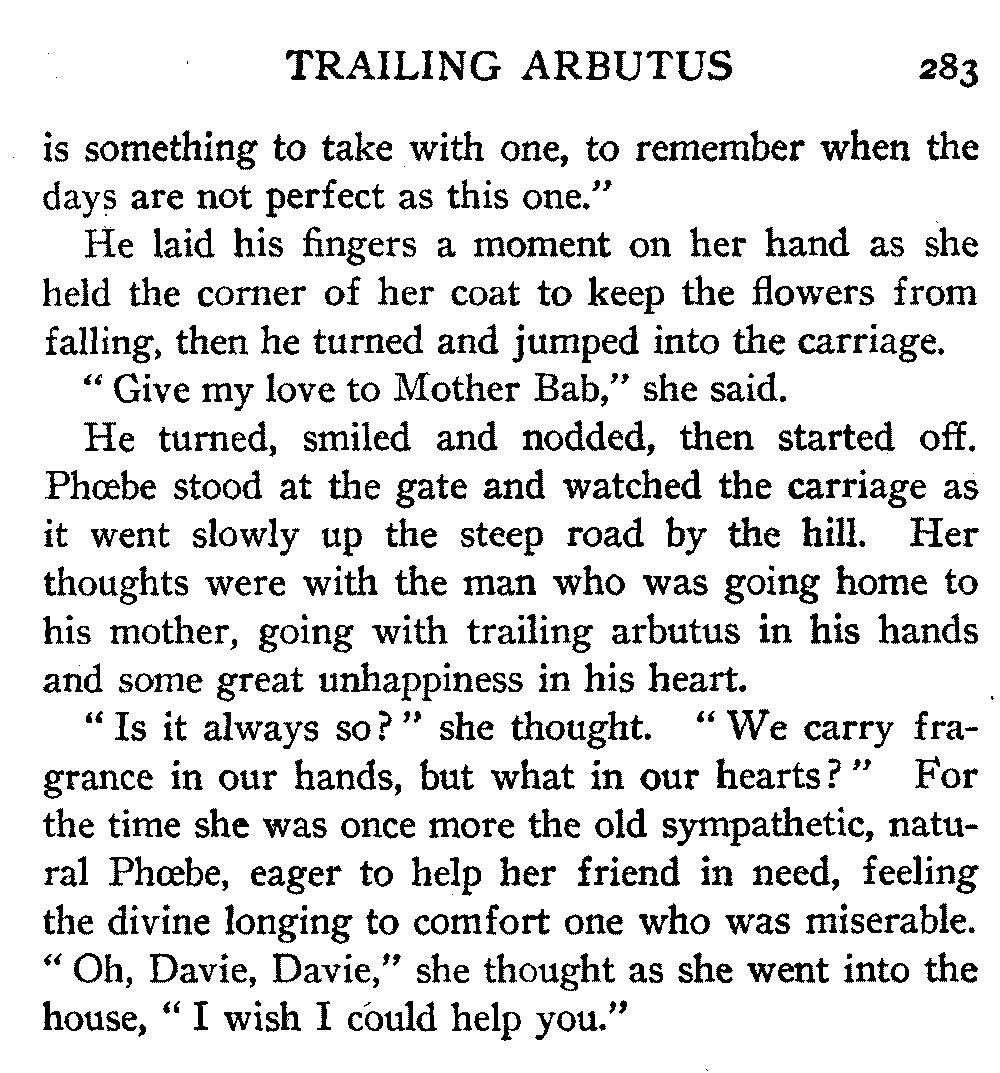 TRAILING ARBUTUS 283
is something to take with one, to remember when the
days are not perfect as this one.”
He laid his fingers a moment on her hand as she
held the corner of her coat to keep the flowers from
falling, then he turned and jumped into the carriage.
“ Give my love to Mother Bab,” she said.
He turned, smiled and nodded, then started off.
Phœbe stood at the gate and watched the carriage as
it went slowly up the steep road by the hill. Her
thoughts were with the man who was going home to
his mother, going with trailing arbutus in his hands
and some great unhappiness in his heart.
“ Is it always so? ” she thought. “ We carry fra-
grance in our hands, but what in our hearts? ” For
the time she was once more the old sympathetic, natu-
ral Phœbe, eager to help her friend in need, feeling
the divine longing to comfort one who was miserable.
“ Oh, Davie, Davie,” she thought as she went into the
house, “ I wish I could help you.”